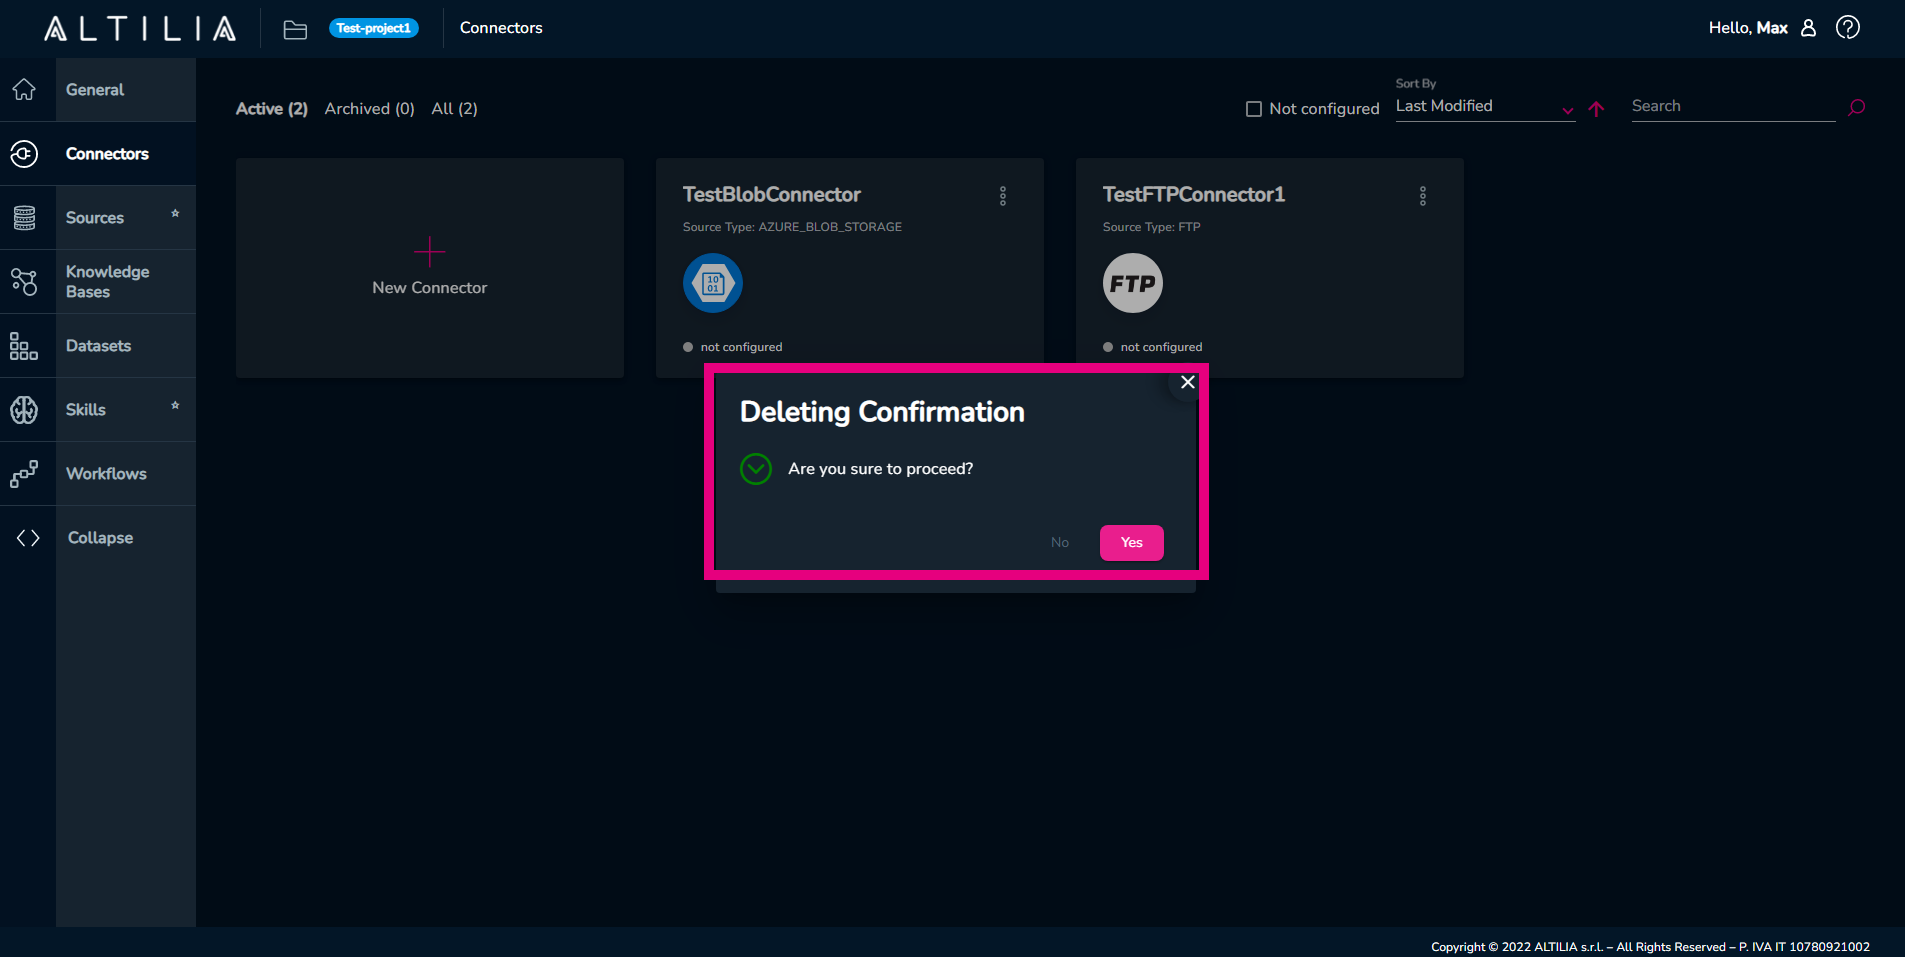 ALTILIA
Test-project1
Connectors
Hello, Max
General
Connectors
Sources
Knowledge
Bases
Datasets
Skills
Workflows
Collapse
Active (2) Archived (0) All (2)
Not configured
Sort By
Last Modified
Search
New Connector
TestBlobConnector
Source Type: AZURE_BLOB_STORAGE
10
01
not configured
TestFTPConnector1
Source Type: FTP
FTP
not configured
Deleting Confirmation
Are you sure to proceed?
No
Yes
Copyright © 2022 ALTILIA s.r.l. – All Rights Reserved – P. IVA IT 10780921002